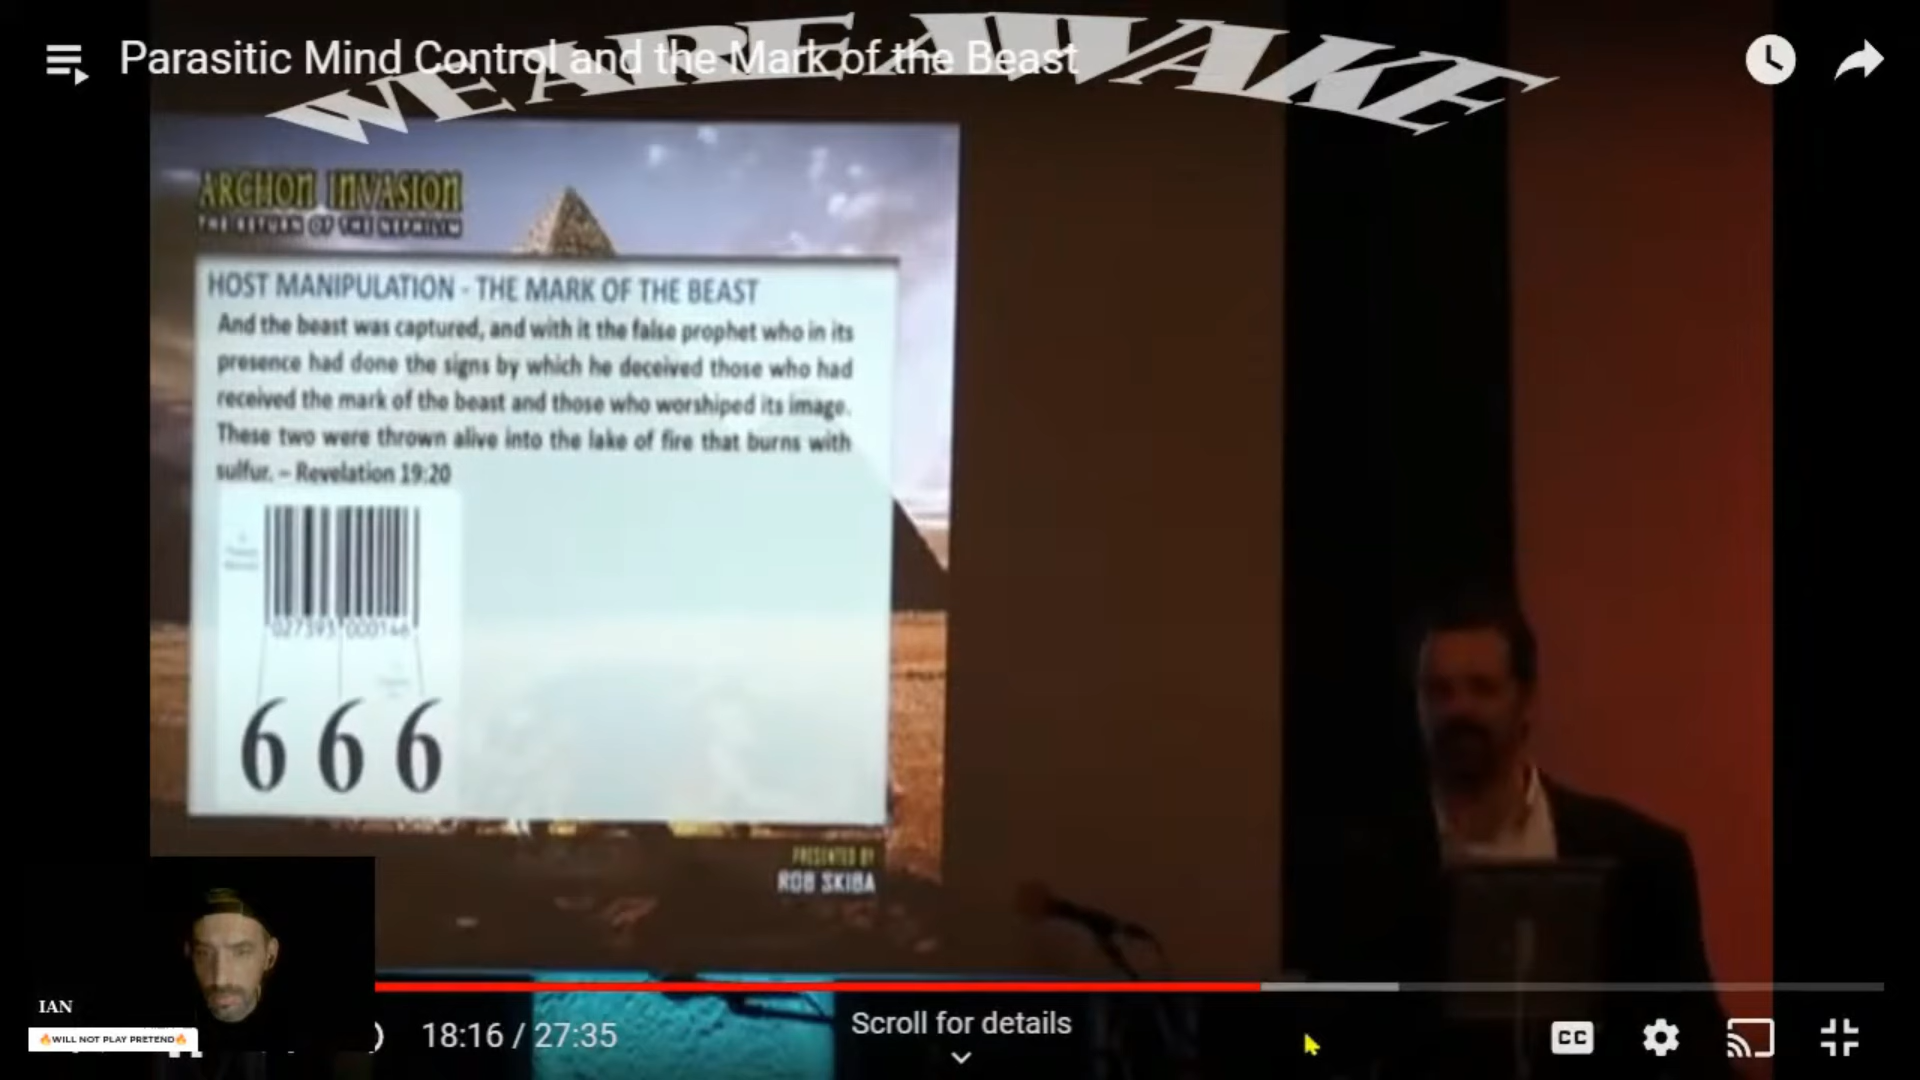 WE ARE AWAKE
Parasitic Mind Control and the Mark of the Beast
ARCHON INVASION
THE RETURN OF THE NEPHILIM
HOST MANIPULATION - THE MARK OF THE BEAST
And the beast was captured, and with it the false prophet who in its
presence had done the signs by which he deceived those who had
received the mark of the beast and those who worshiped its image.
These two were thrown alive into the lake of fire that burns with
sulfur. – Revelation 19:20
027393 000146
6 6 6
PRESENTED BY
ROB SKIBA
IAN
🔥WILL NOT PLAY PRETEND🔥
18:16 / 27:35
Scroll for details
CC